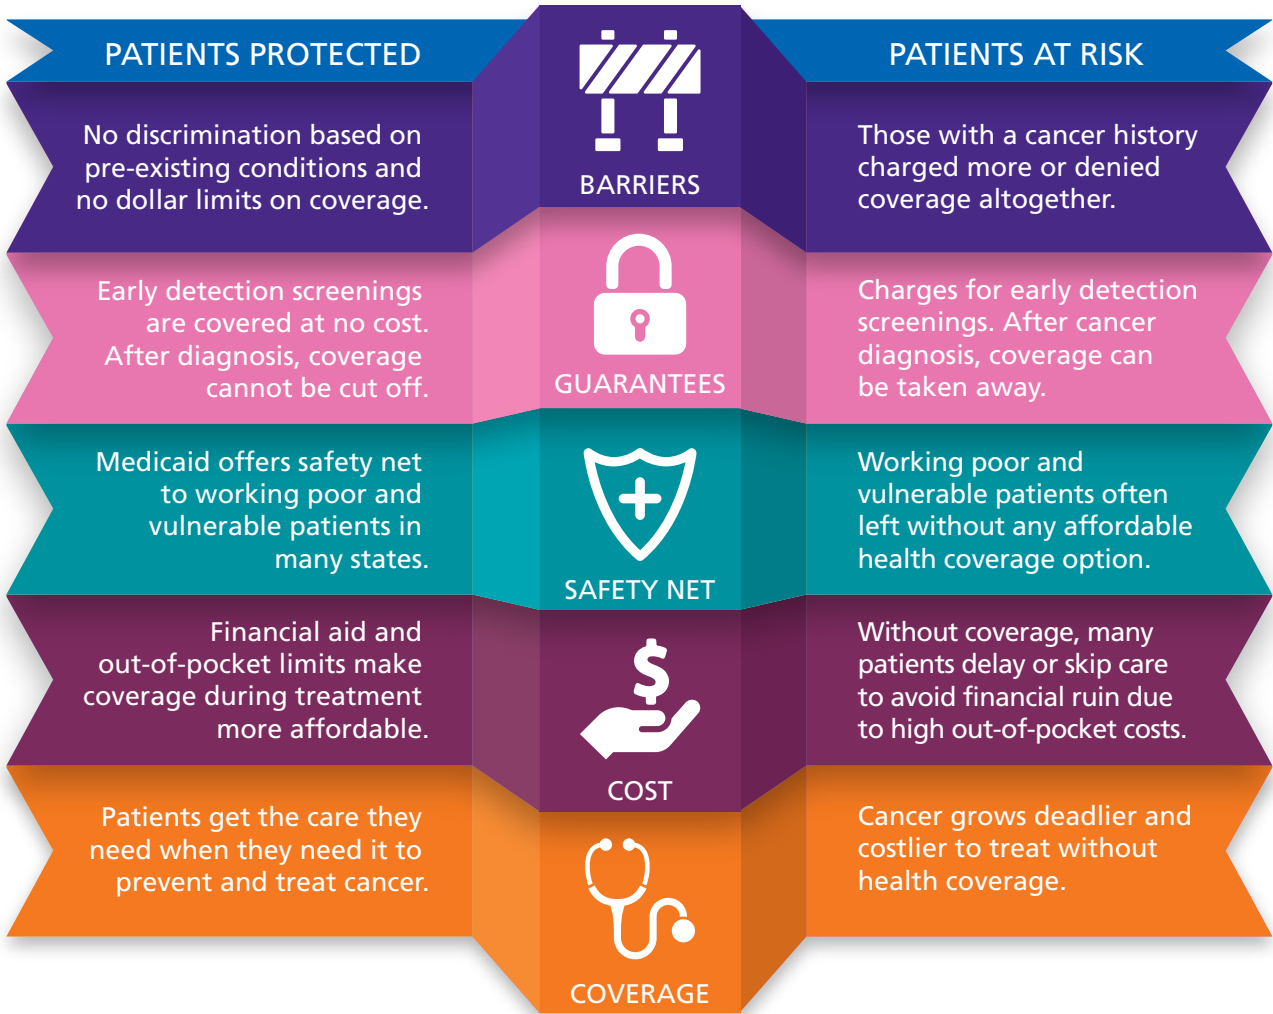 PATIENTS PROTECTED
PATIENTS AT RISK
No discrimination based on
pre-existing conditions and
no dollar limits on coverage.
BARRIERS
Those with a cancer history
charged more or denied
coverage altogether.
Early detection screenings
are covered at no cost.
After diagnosis, coverage
cannot be cut off.
GUARANTEES
Charges for early detection
screenings. After cancer
diagnosis, coverage can
be taken away.
Medicaid offers safety net
to working poor and
vulnerable patients in
many states.
SAFETY NET
Working poor and
vulnerable patients often
left without any affordable
health coverage option.
Financial aid and
out-of-pocket limits make
coverage during treatment
more affordable.
$
COST
Without coverage, many
patients delay or skip care
to avoid financial ruin due
to high out-of-pocket costs.
Patients get the care they
need when they need it to
prevent and treat cancer.
COVERAGE
Cancer grows deadlier and
costlier to treat without
health coverage.